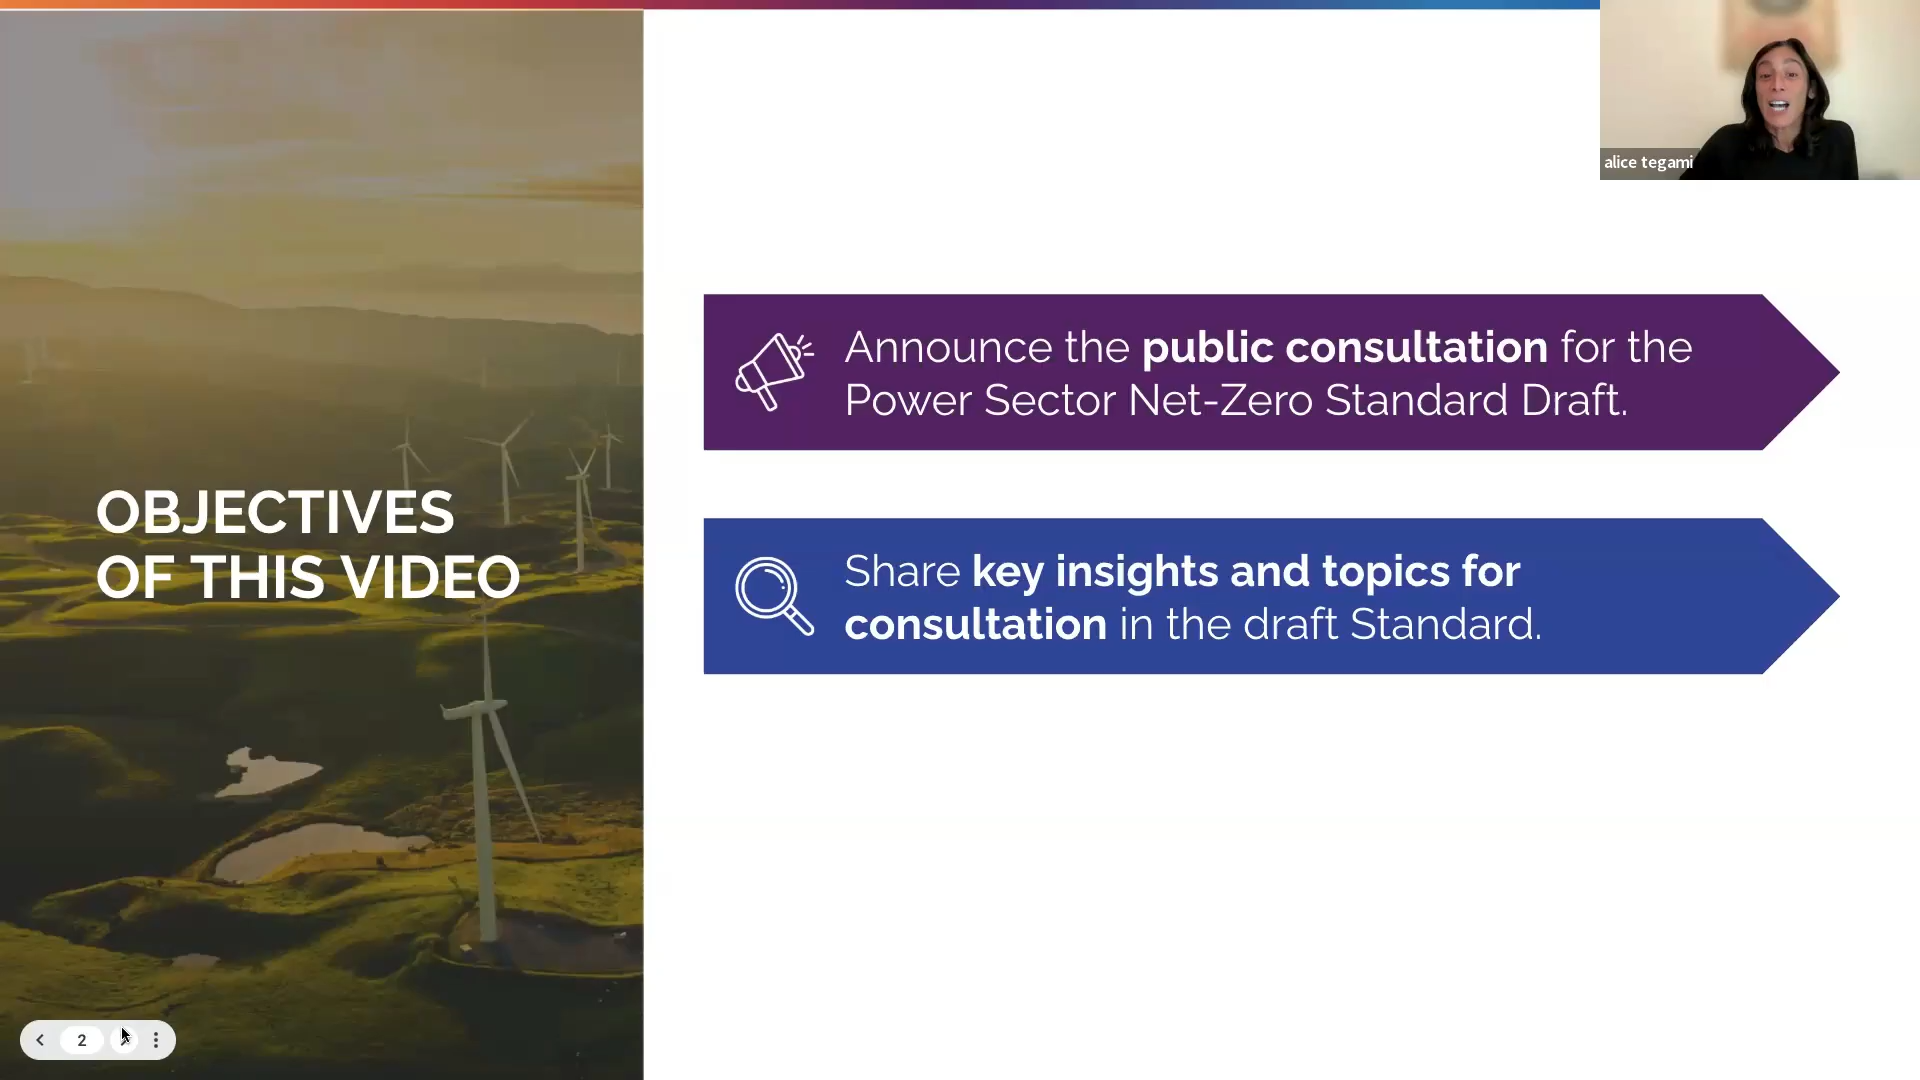 alice tegami
OBJECTIVES
OF THIS VIDEO
Announce the public consultation for the
Power Sector Net-Zero Standard Draft.
Share key insights and topics for
consultation in the draft Standard.
2